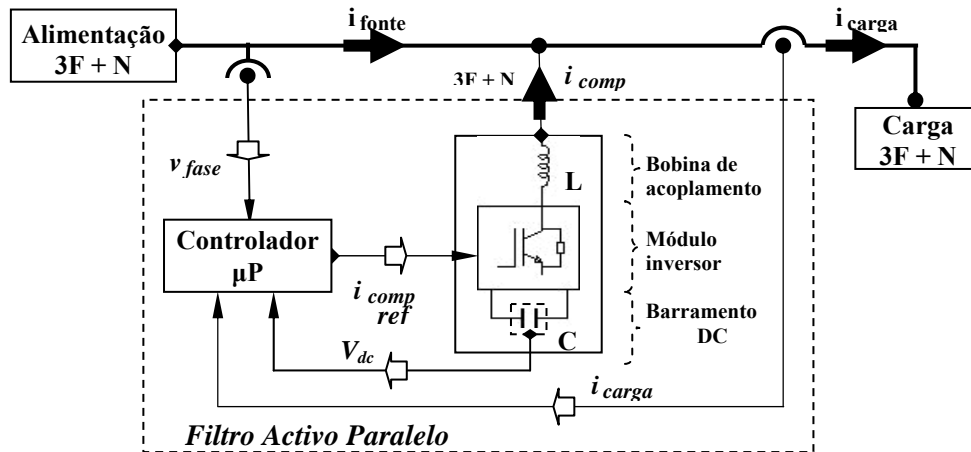 i fonte
i carga
Alimentação
3F + N
3F + N
i comp
Carga
3F + N
v fase
L
Bobina de
acoplamento
Controlador
µP
Módulo
inversor
i comp
ref
Barramento
DC
C
V dc
i carga
Filtro Activo Paralelo